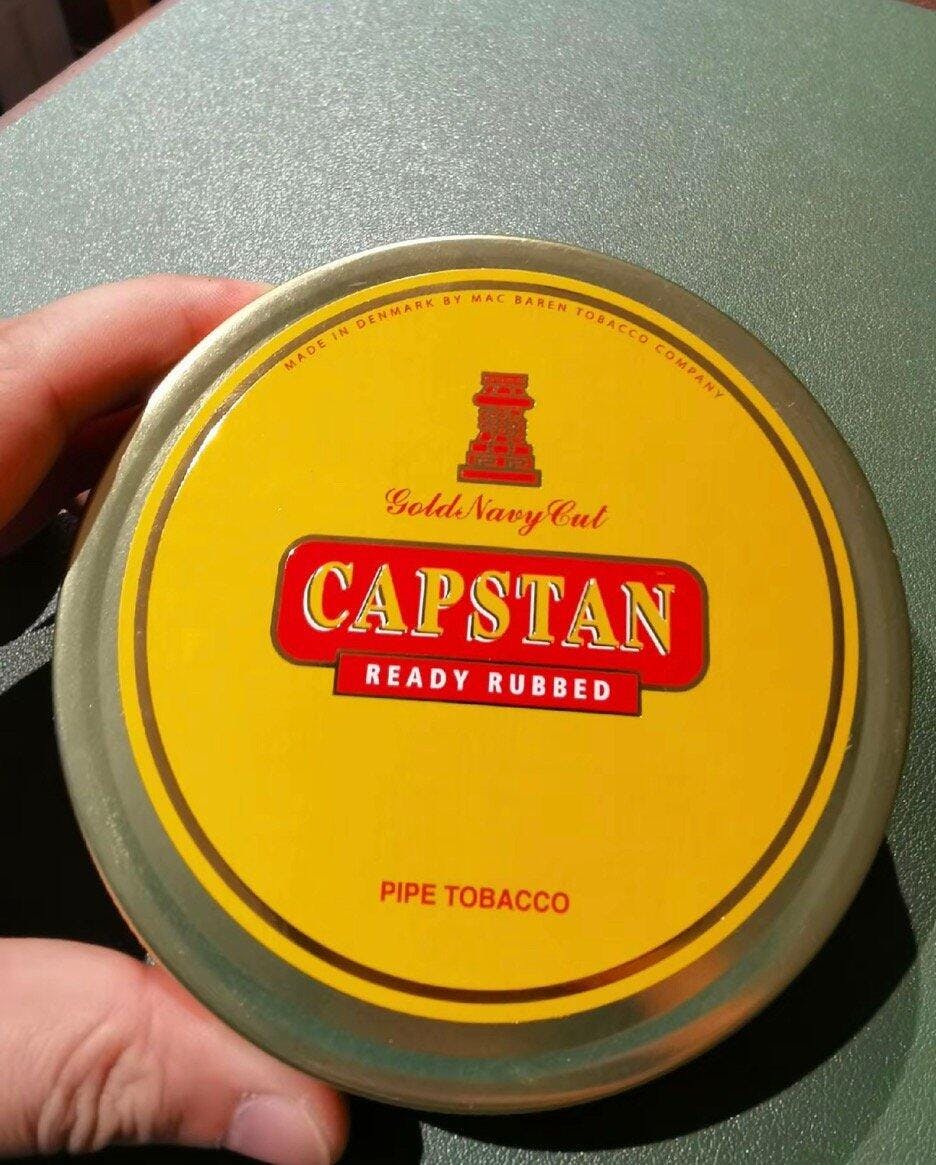 MADE IN DENMARK BY MAC BAREN TOBACCO COMPANY
Gold Navy Cut
CAPSTAN
READY RUBBED
PIPE TOBACCO